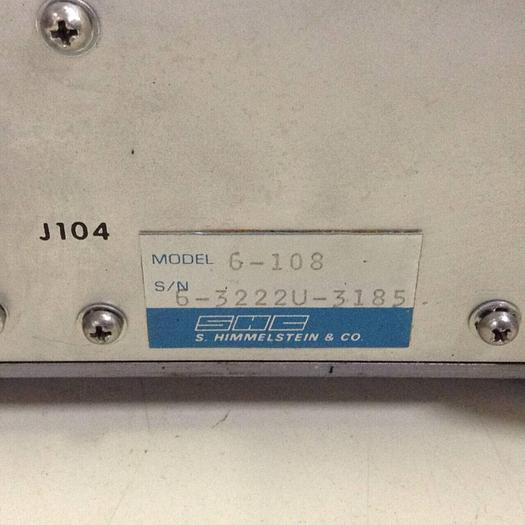 J104
MODEL 6-108
S/N 6-3222U-3185
SHC
S. HIMMELSTEIN & CO.